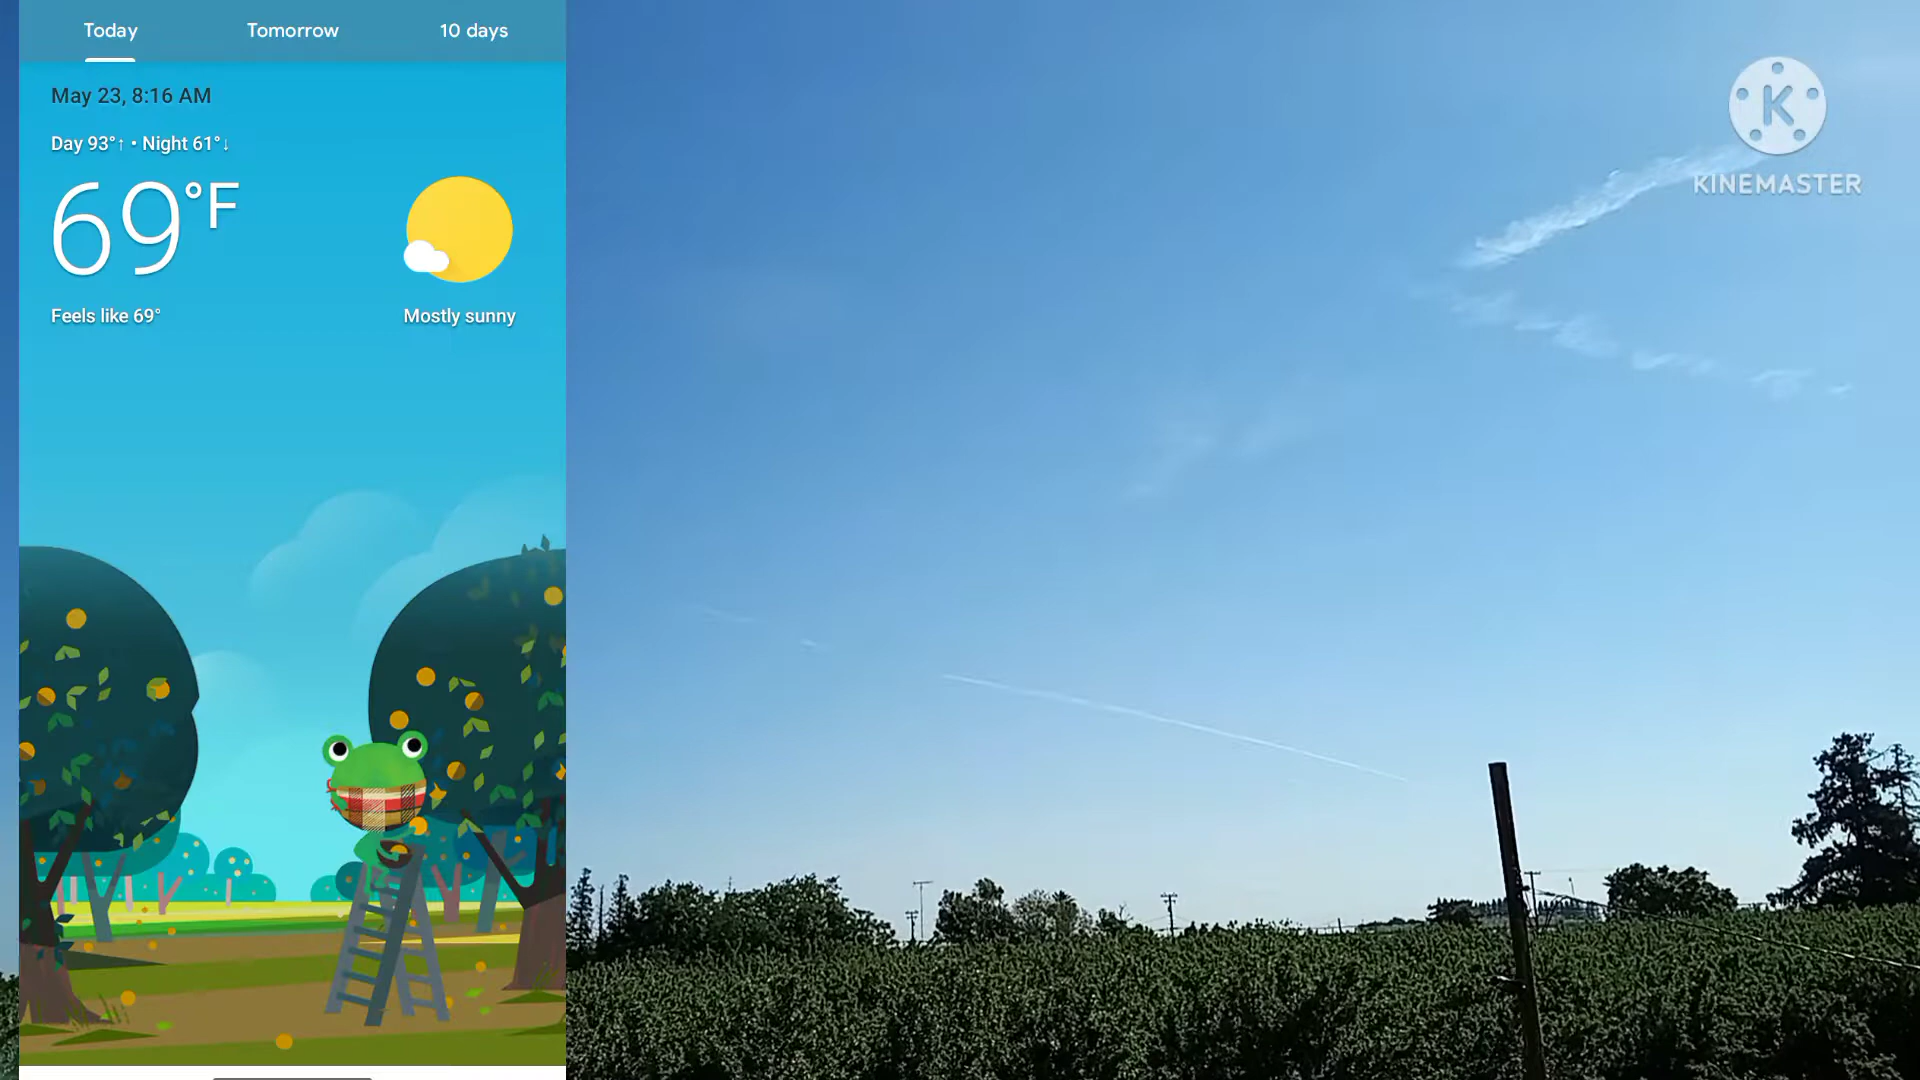 Today
Tomorrow
10 days
May 23, 8:16 AM
Day 93°↑ • Night 61°↓
69°F
Feels like 69°
Mostly sunny
K
KINEMASTER